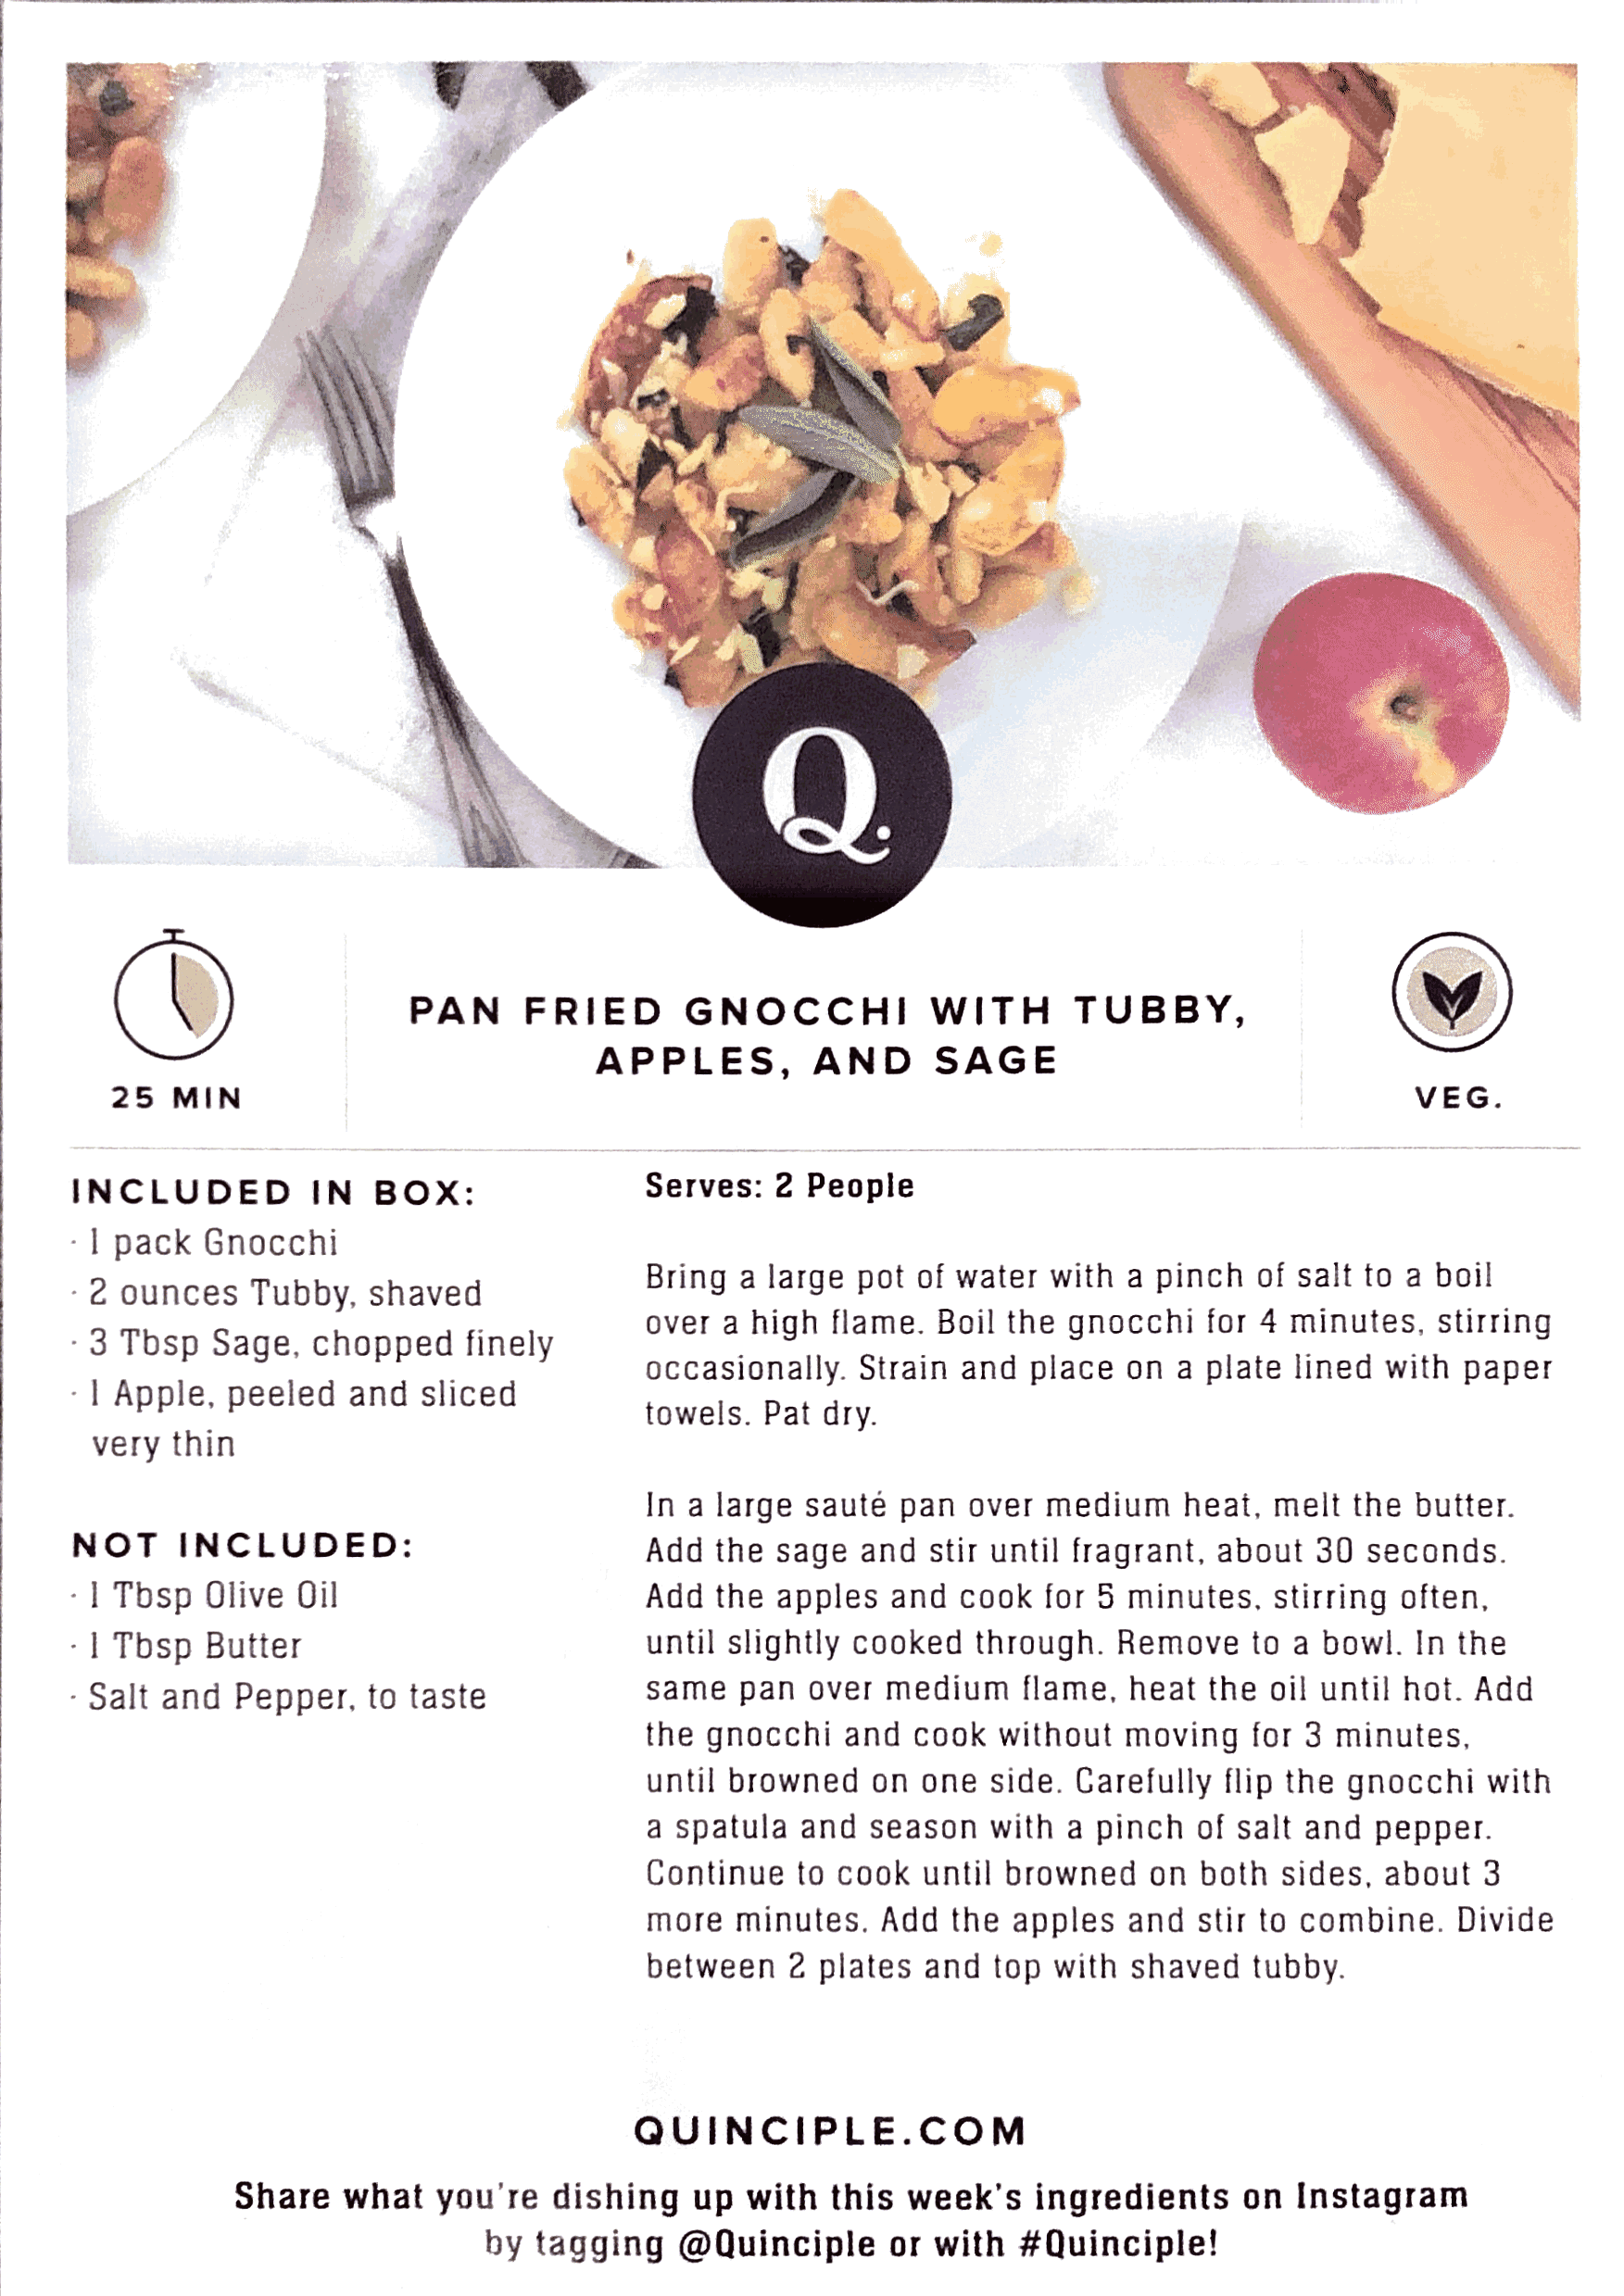 Q.
25 MIN
PAN FRIED GNOCCHI WITH TUBBY,
APPLES, AND SAGE
VEG.
INCLUDED IN BOX:
· 1 pack Gnocchi
· 2 ounces Tubby, shaved
· 3 Tbsp Sage, chopped finely
· 1 Apple, peeled and sliced
very thin
NOT INCLUDED:
· 1 Tbsp Olive Oil
· 1 Tbsp Butter
· Salt and Pepper, to taste
Serves: 2 People
Bring a large pot of water with a pinch of salt to a boil
over a high flame. Boil the gnocchi for 4 minutes, stirring
occasionally. Strain and place on a plate lined with paper
towels. Pat dry.
In a large sauté pan over medium heat, melt the butter.
Add the sage and stir until fragrant, about 30 seconds.
Add the apples and cook for 5 minutes, stirring often,
until slightly cooked through. Remove to a bowl. In the
same pan over medium flame, heat the oil until hot. Add
the gnocchi and cook without moving for 3 minutes,
until browned on one side. Carefully flip the gnocchi with
a spatula and season with a pinch of salt and pepper.
Continue to cook until browned on both sides, about 3
more minutes. Add the apples and stir to combine. Divide
between 2 plates and top with shaved tubby.
QUINCIPLE.COM
Share what you're dishing up with this week's ingredients on Instagram
by tagging @Quinciple or with #Quinciple!